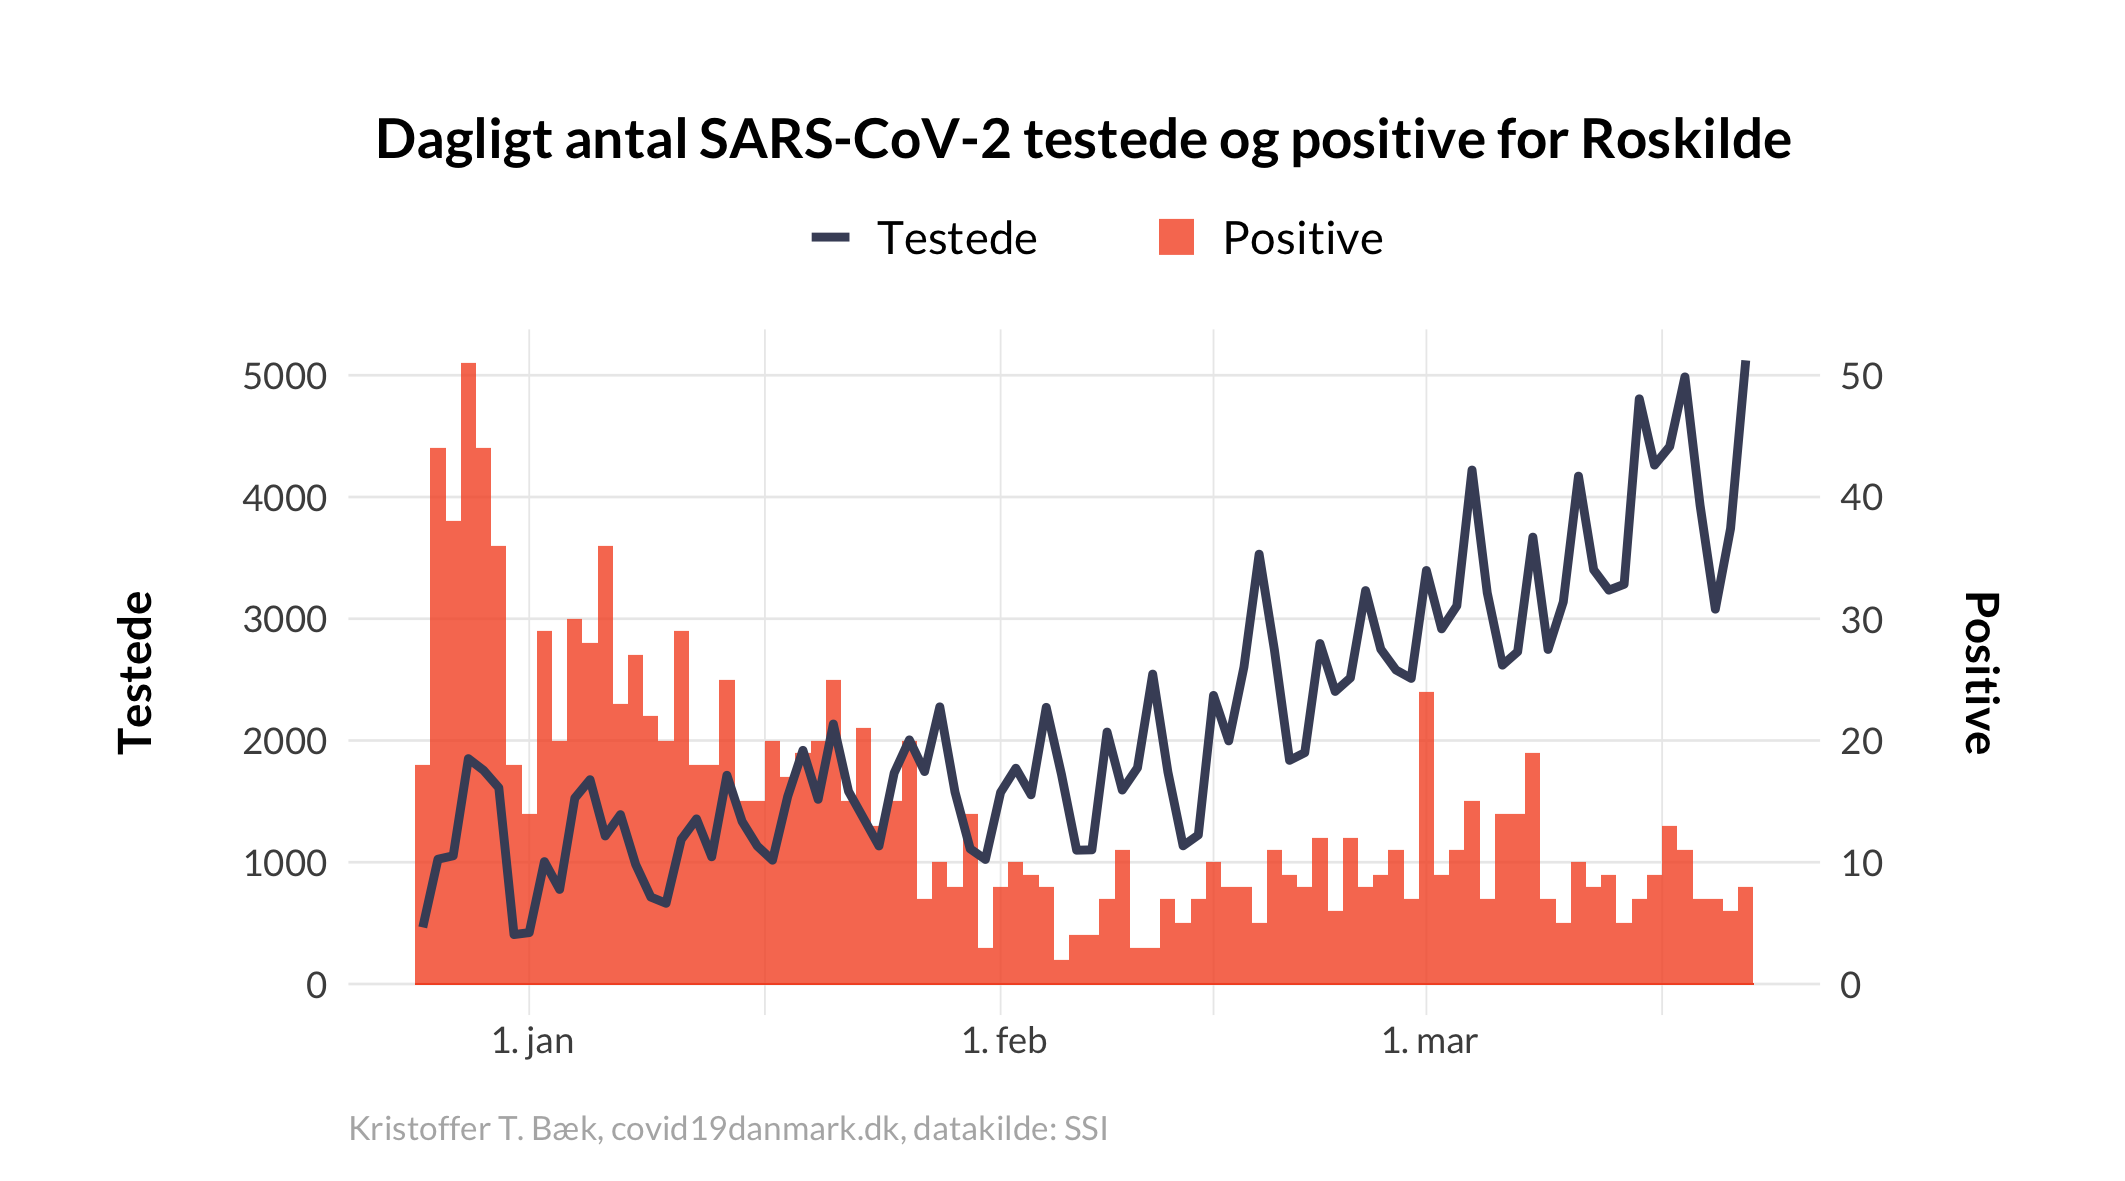 Dagligt antal SARS-CoV-2 testede og positive for Roskilde
Testede
Positive
5000
4000
3000
2000
1000
0
Testede
50
40
30
20
10
0
Positive
1. jan
1. feb
1. mar
Kristoffer T. Bæk, covid19danmark.dk, datakilde: SSI